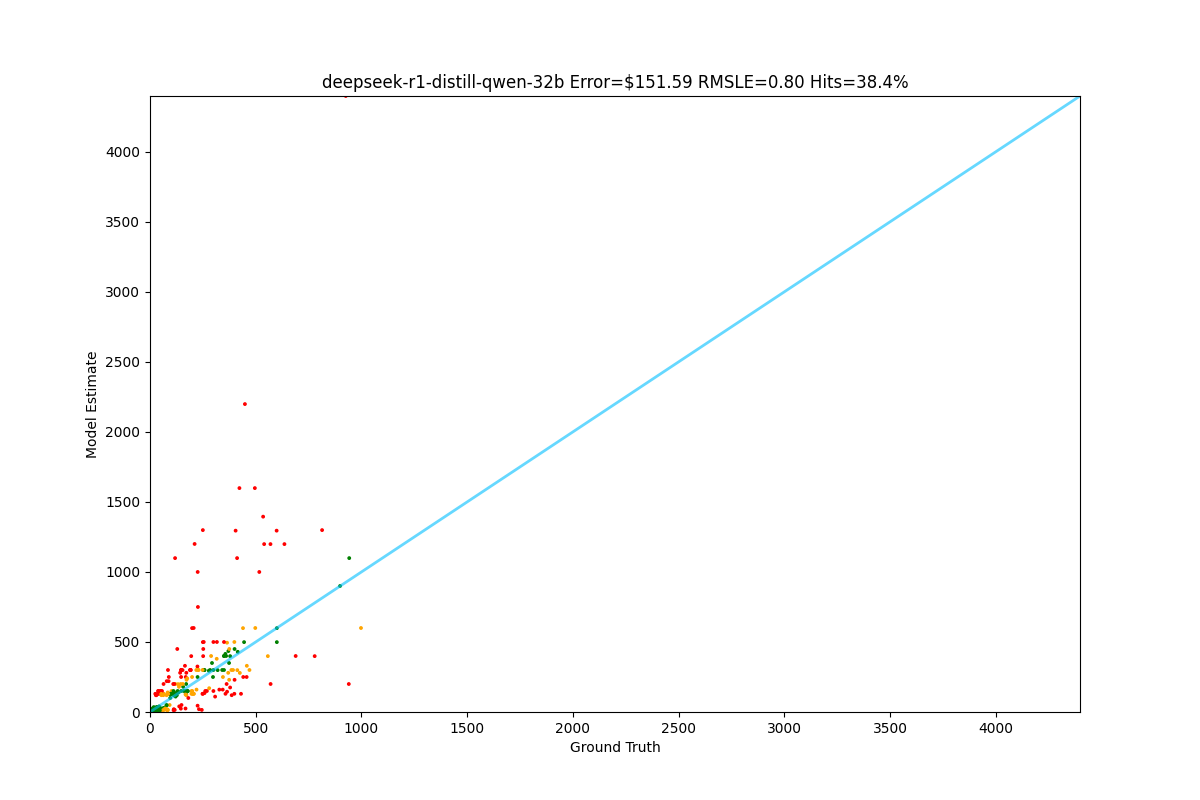 deepseek-r1-distill-qwen-32b Error=$151.59 RMSLE=0.80 Hits=38.4%
4000
3500
3000
2500
2000
1500
1000
500
0
Model Estimate
0 500 1000 1500 2000 2500 3000 3500 4000
Ground Truth